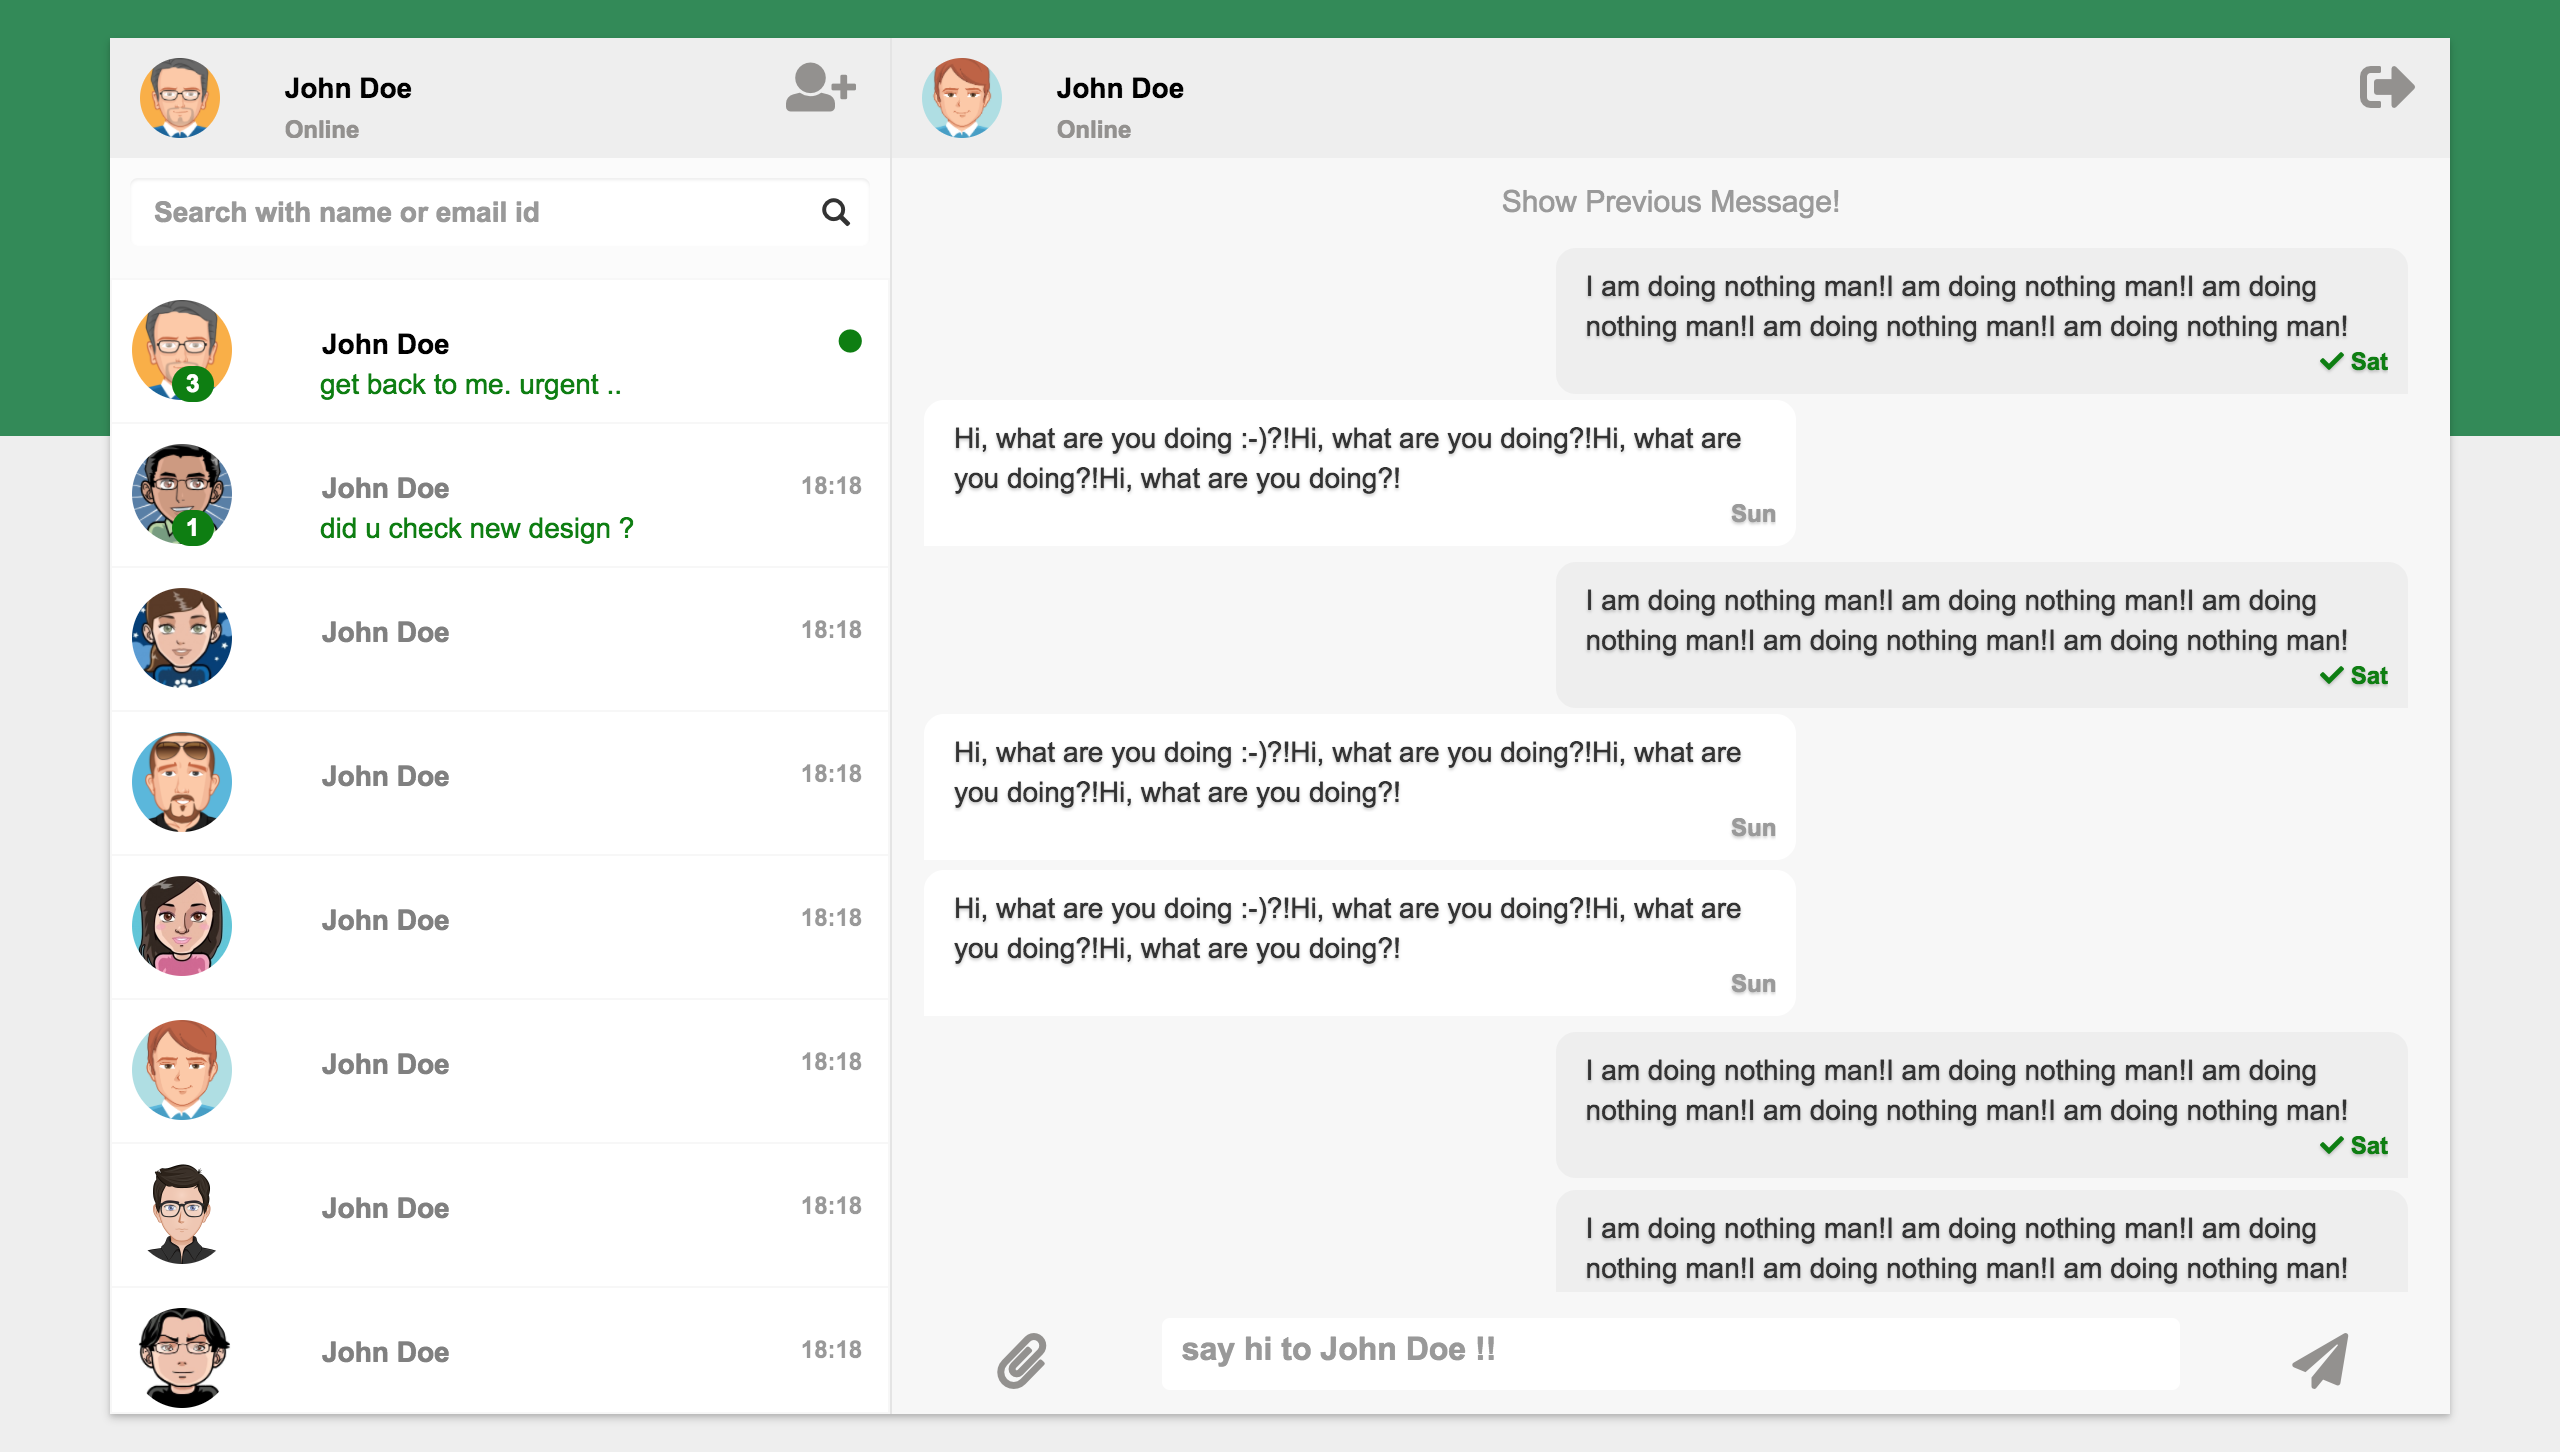 John Doe
Online
Search with name or email id
John Doe
get back to me. urgent ..
3
John Doe
18:18
did u check new design ?
1
John Doe
18:18
John Doe
18:18
John Doe
18:18
John Doe
18:18
John Doe
18:18
John Doe
18:18
John Doe
Online
Show Previous Message!
I am doing nothing man!I am doing nothing man!I am doing
nothing man!I am doing nothing man!I am doing nothing man!
Sat
Hi, what are you doing :-)?!Hi, what are you doing?!Hi, what are
you doing?!Hi, what are you doing?!
Sun
I am doing nothing man!I am doing nothing man!I am doing
nothing man!I am doing nothing man!I am doing nothing man!
Sat
Hi, what are you doing :-)?!Hi, what are you doing?!Hi, what are
you doing?!Hi, what are you doing?!
Sun
Hi, what are you doing :-)?!Hi, what are you doing?!Hi, what are
you doing?!Hi, what are you doing?!
Sun
I am doing nothing man!I am doing nothing man!I am doing
nothing man!I am doing nothing man!I am doing nothing man!
Sat
I am doing nothing man!I am doing nothing man!I am doing
nothing man!I am doing nothing man!I am doing nothing man!
say hi to John Doe !!